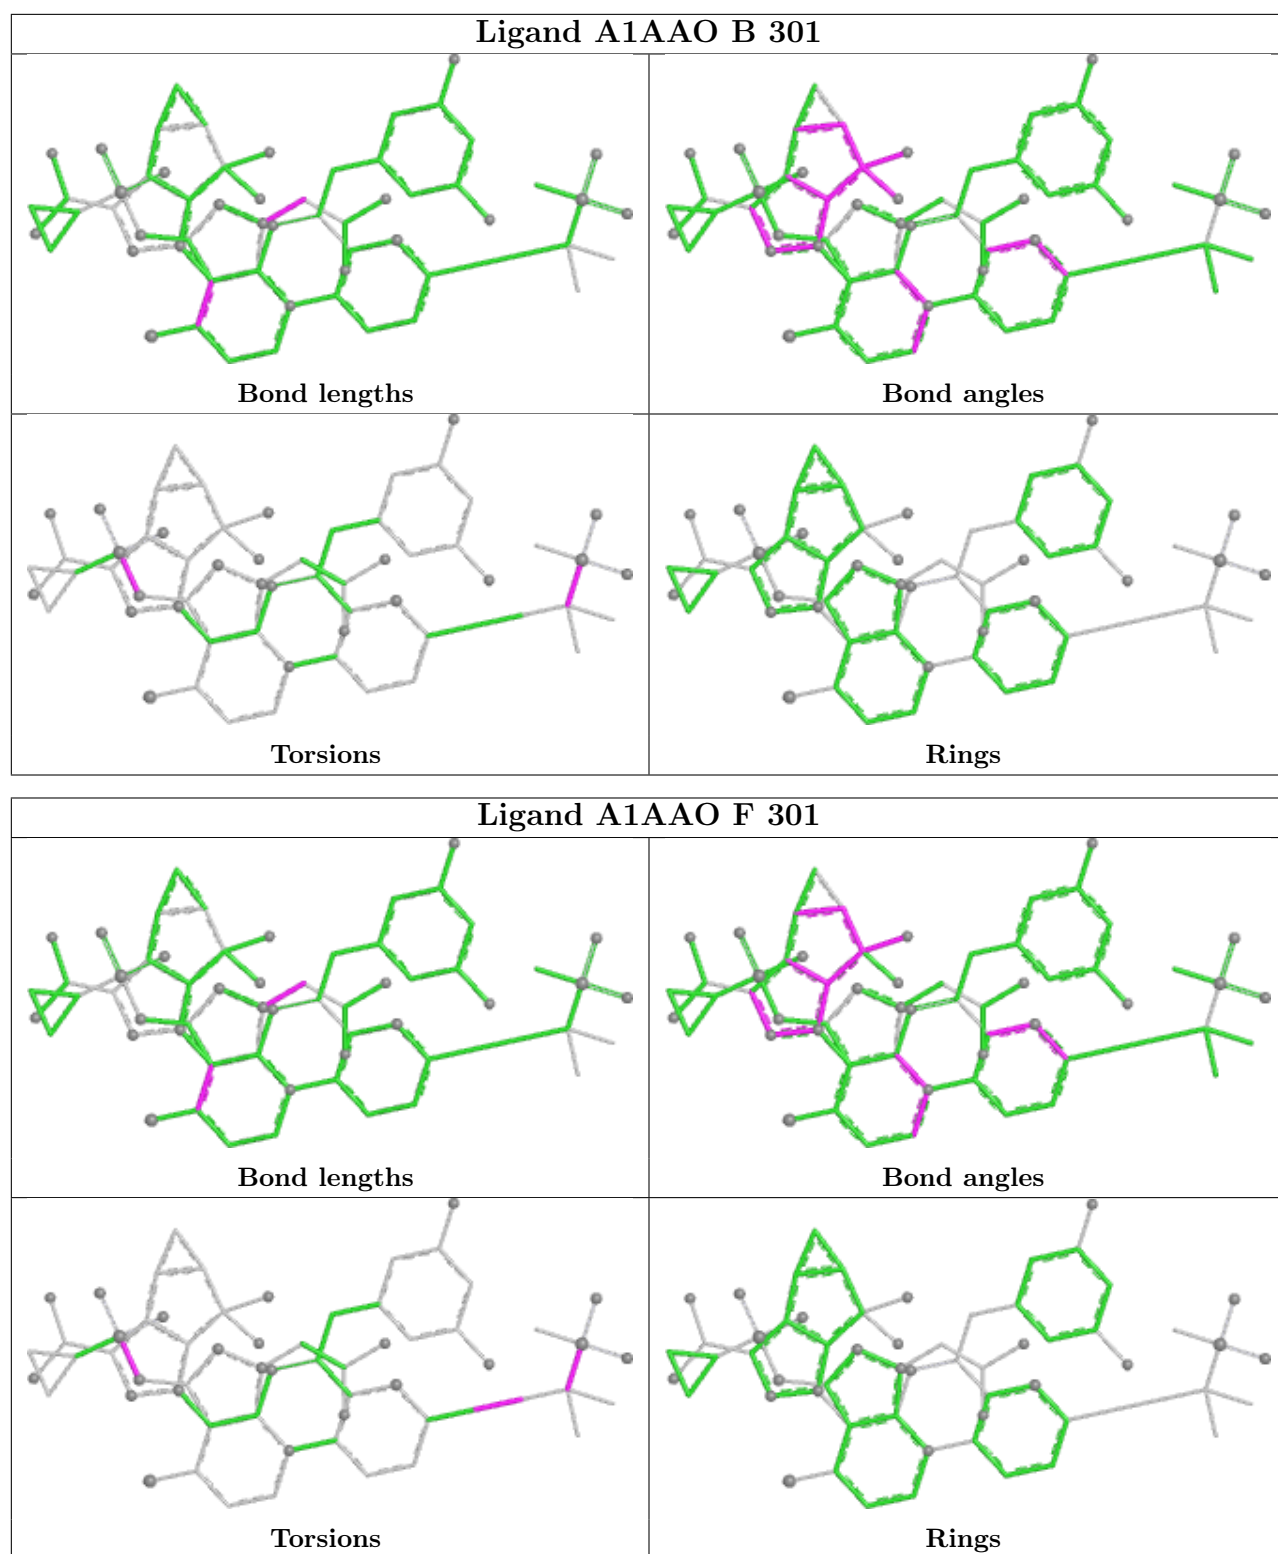 Ligand A1AAO B 301
Bond lengths
Bond angles
Torsions
Rings
Ligand A1AAO F 301
Bond lengths
Bond angles
Torsions
Rings